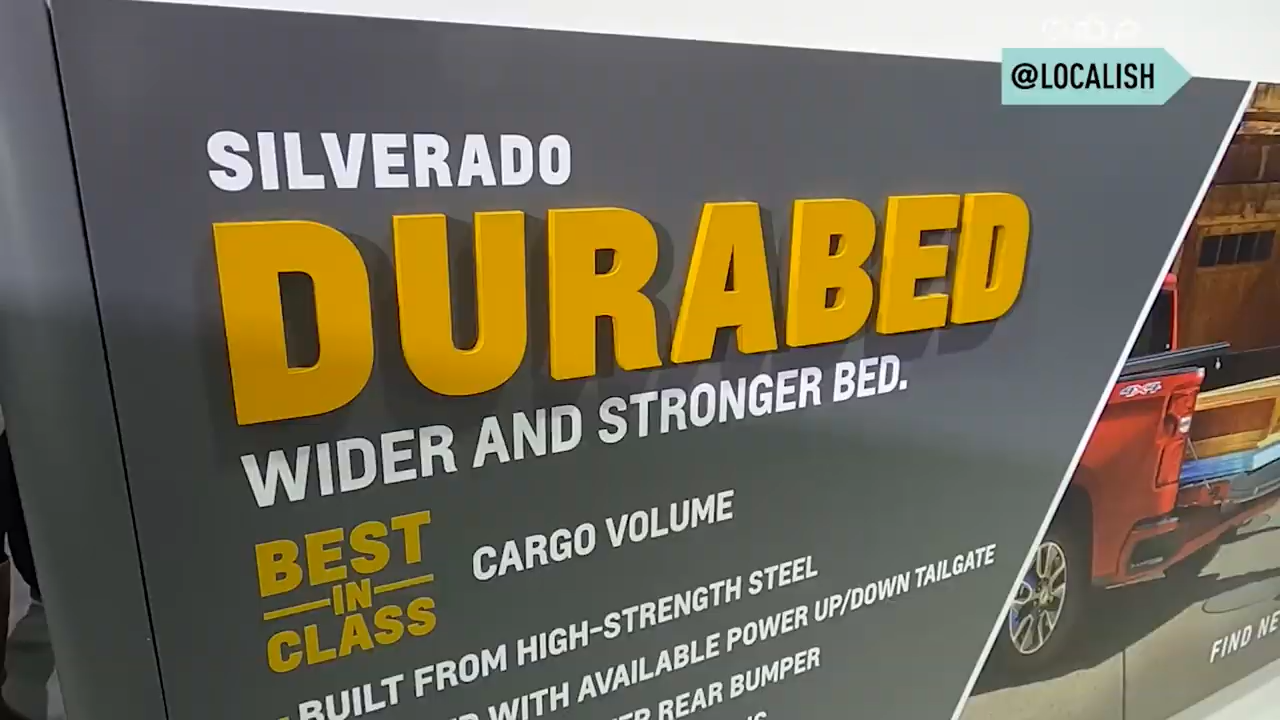 @LOCALISH
SILVERADO
DURABED
WIDER AND STRONGER BED.
BEST
IN
CLASS
CARGO VOLUME
BUILT FROM HIGH-STRENGTH STEEL
WITH AVAILABLE POWER UP/DOWN TAILGATE
REAR BUMPER
4X4
FIND